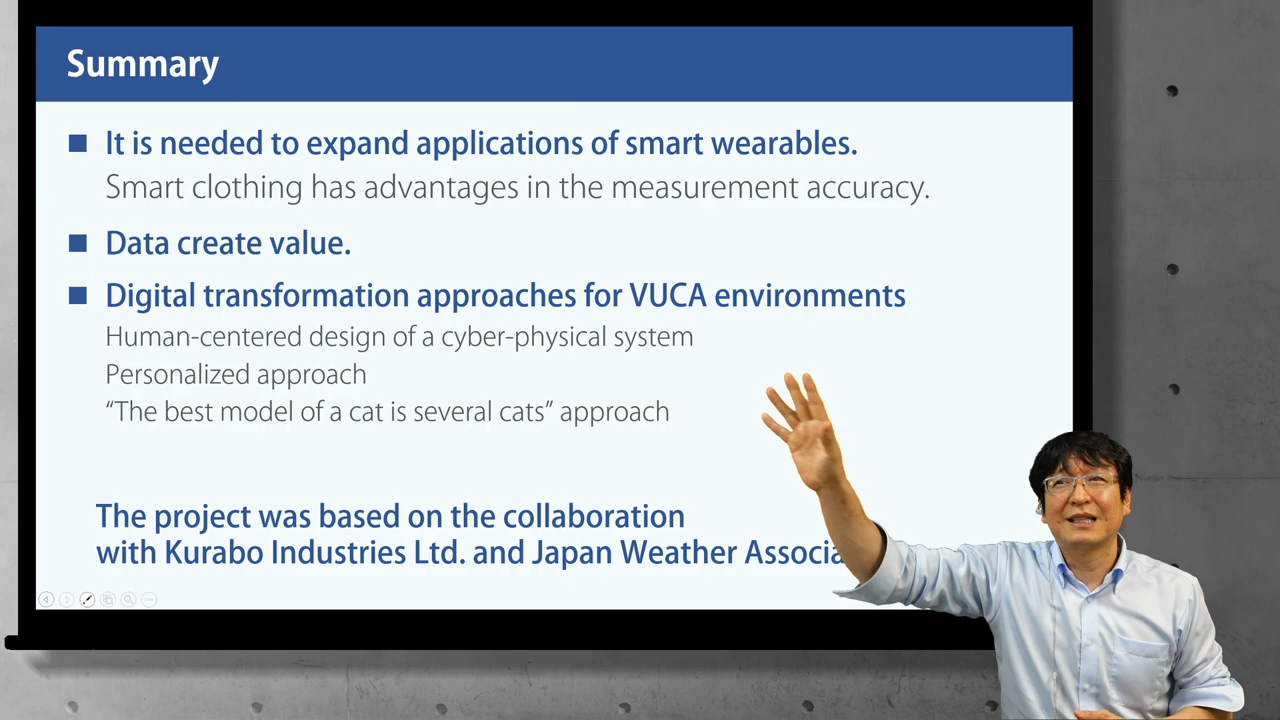 Summary
It is needed to expand applications of smart wearables.
Smart clothing has advantages in the measurement accuracy.
Data create value.
Digital transformation approaches for VUCA environments
Human-centered design of a cyber-physical system
Personalized approach
“The best model of a cat is several cats” approach
The project was based on the collaboration
with Kurabo Industries Ltd. and Japan Weather